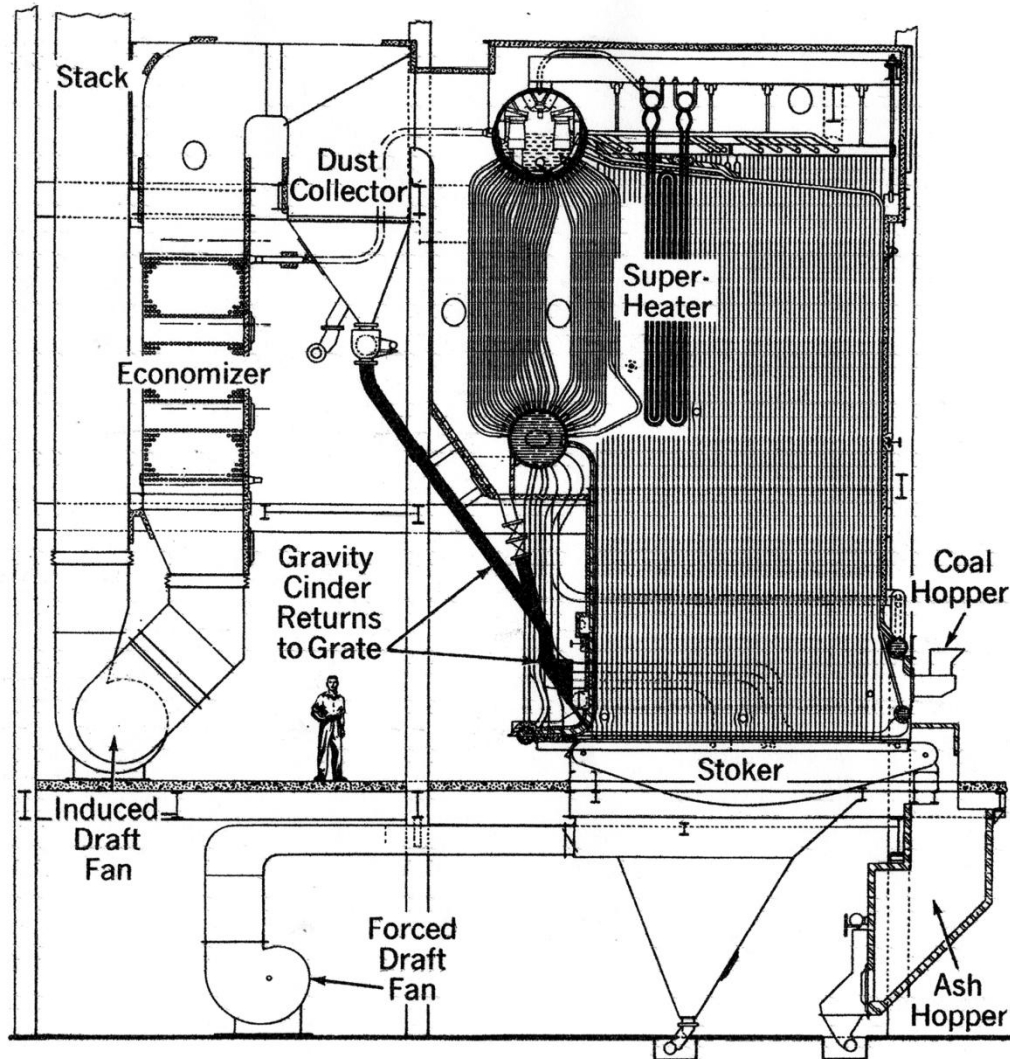 Stack
Dust
Collector
Super-
Heater
Economizer
Gravity
Cinder
Returns
to Grate
Coal
Hopper
Stoker
Induced
Draft
Fan
Forced
Draft
Fan
Ash
Hopper